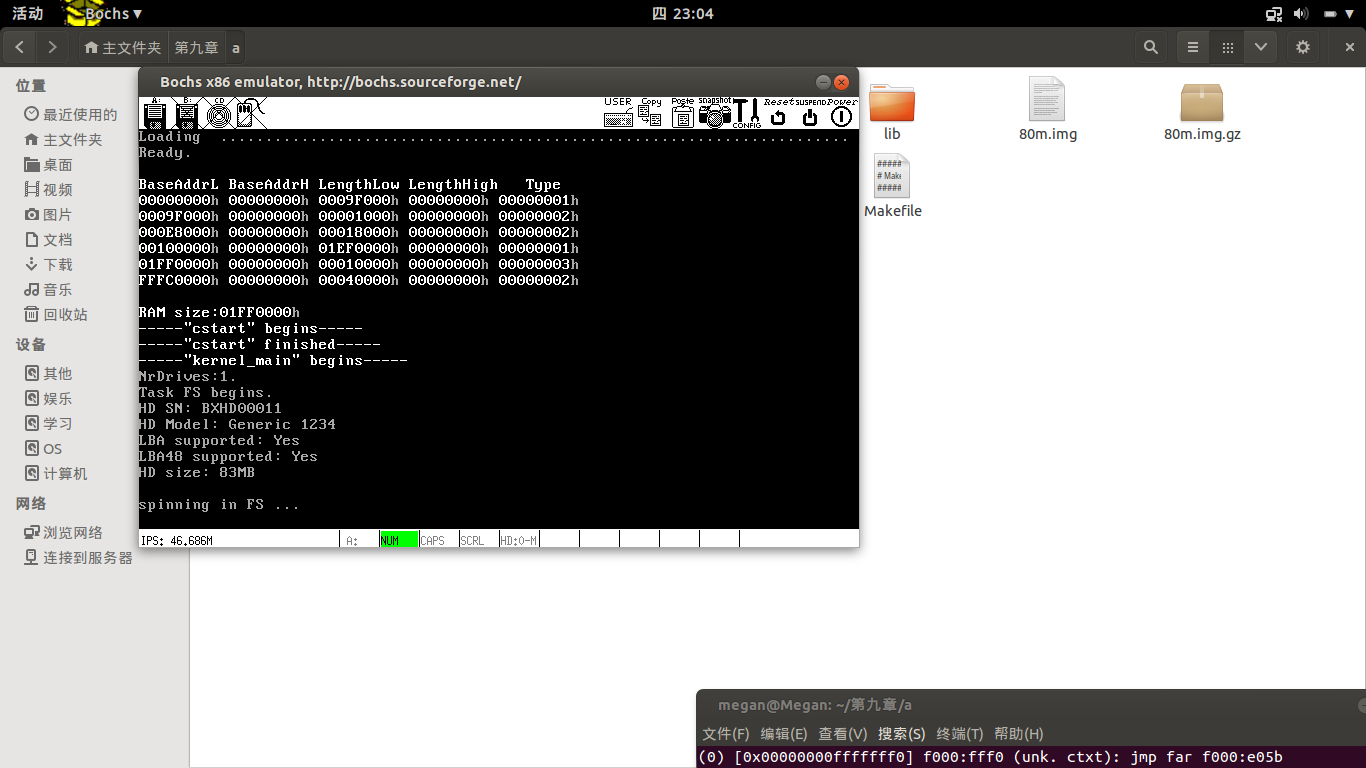 活动 Bochs ▾ 四 23:04
主文件夹 第九章 a
位置
最近使用的
主文件夹
桌面
视频
图片
文档
下载
音乐
回收站
设备
其他
娱乐
学习
OS
计算机
网络
浏览网络
连接到服务器
Bochs x86 emulator, http://bochs.sourceforge.net/
A: B: CD USER Copy Paste snapshot CONFIG Reset SUSPEND Power
Loading ......................................................................
Ready.
BaseAddrL BaseAddrH LengthLow LengthHigh Type
00000000h 00000000h 0009F000h 00000000h 00000001h
0009F000h 00000000h 00001000h 00000000h 00000002h
000E8000h 00000000h 00018000h 00000000h 00000002h
00100000h 00000000h 01EF0000h 00000000h 00000001h
01FF0000h 00000000h 00010000h 00000000h 00000003h
FFFC0000h 00000000h 00040000h 00000000h 00000002h
RAM size:01FF0000h
-----"cstart" begins-----
-----"cstart" finished-----
-----"kernel_main" begins-----
NrDrives:1.
Task FS begins.
HD SN: BXHD00011
HD Model: Generic 1234
LBA supported: Yes
LBA48 supported: Yes
HD size: 83MB
spinning in FS ...
IPS: 46.686M A: NUM CAPS SCRL HD:0-M
lib
80m.img
80m.img.gz
#####
# Make
#####
Makefile
megan@Megan: ~/第九章/a
文件(F) 编辑(E) 查看(V) 搜索(S) 终端(T) 帮助(H)
(0) [0x00000000fffffff0] f000:fff0 (unk. ctxt): jmp far f000:e05b